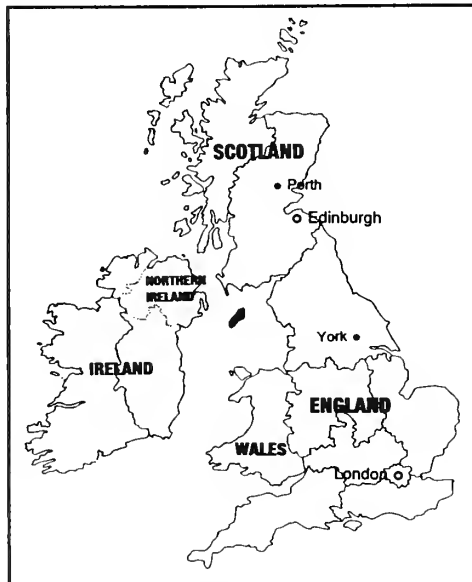 SCOTLAND
Perth
Edinburgh
NORTHERN
IRELAND
York
IRELAND
ENGLAND
WALES
London